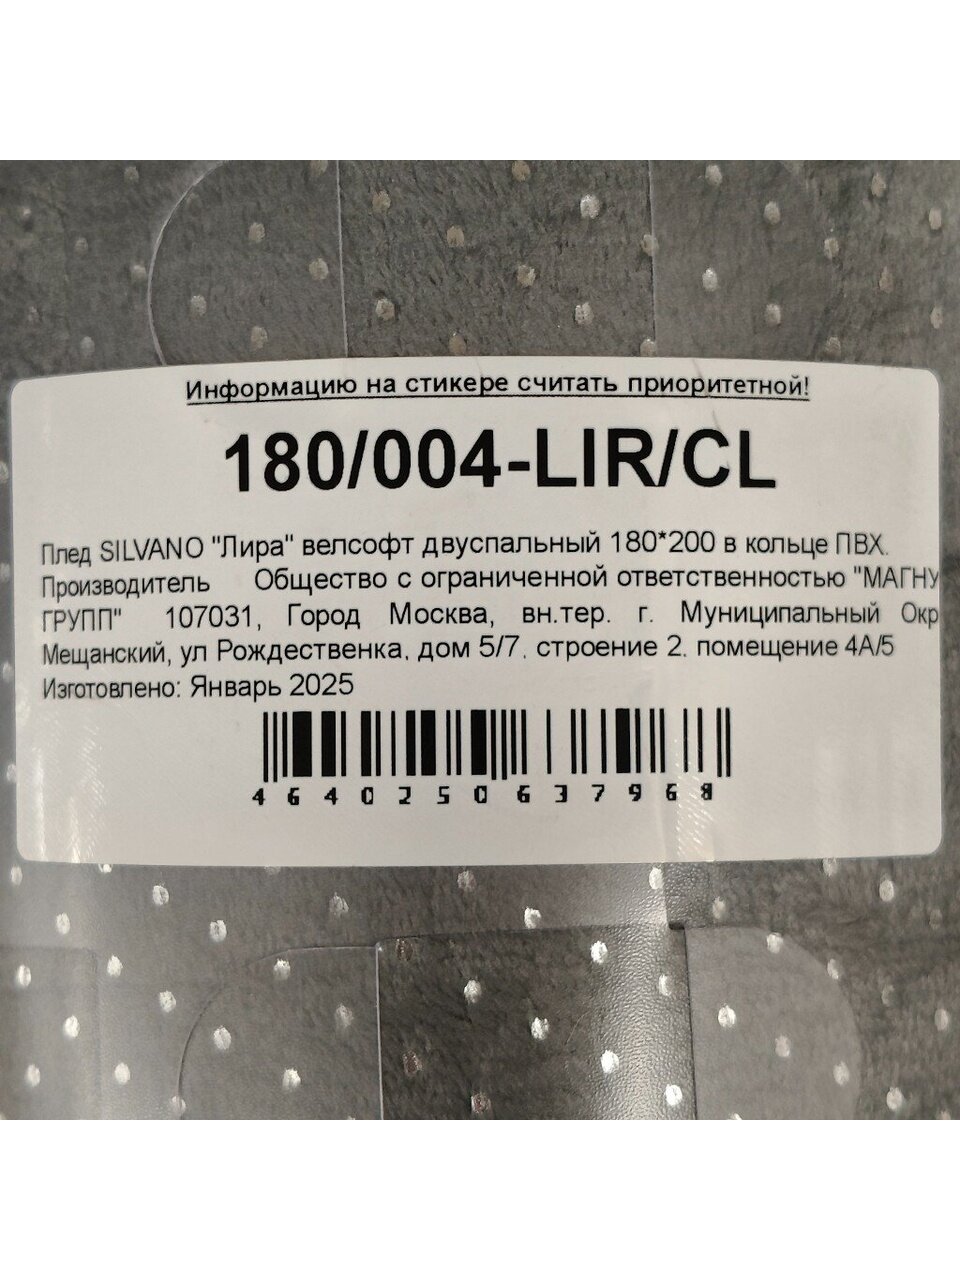 Информацию на стикере считать приоритетной!
180/004-LIR/CL
Плед SILVANO "Лира" велсофт двуспальный 180*200 в кольце ПВХ.
Производитель Общество с ограниченной ответственностью "МАГНУ
ГРУПП" 107031, Город Москва, вн.тер. г. Муниципальный Окр
Мещанский, ул Рождественка, дом 5/7, строение 2, помещение 4А/5
Изготовлено: Январь 2025
4640250637968